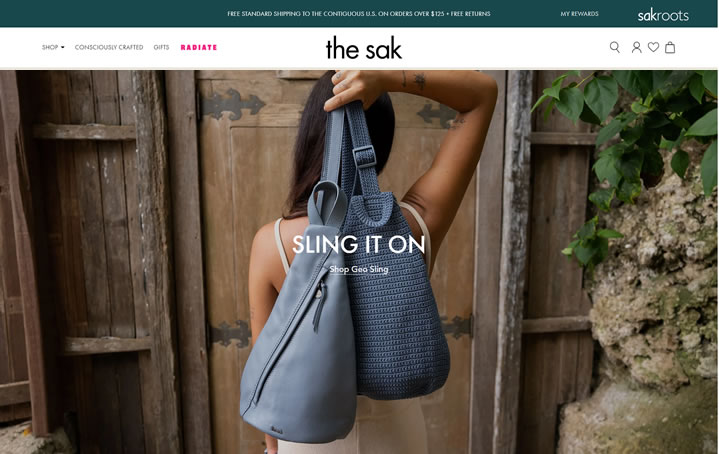 FREE STANDARD SHIPPING TO THE CONTIGUOUS U.S. ON ORDERS OVER $125 + FREE RETURNS
MY REWARDS
sakroots
SHOP
CONSCIOUSLY CRAFTED
GIFTS
RADIATE
the sak
SLING IT ON
Shop Geo Sling